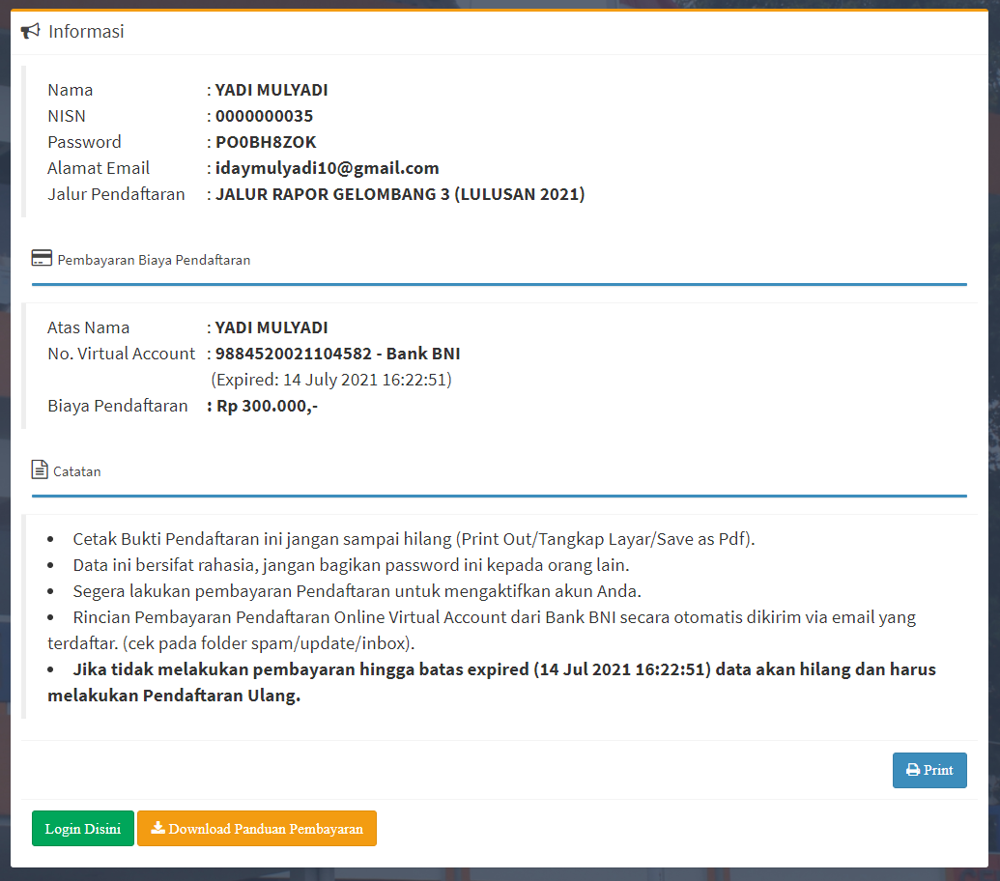 Informasi
Nama : YADI MULYADI
NISN : 0000000035
Password : PO0BH8ZOK
Alamat Email : idaymulyadi10@gmail.com
Jalur Pendaftaran : JALUR RAPOR GELOMBANG 3 (LULUSAN 2021)
Pembayaran Biaya Pendaftaran
Atas Nama : YADI MULYADI
No. Virtual Account : 9884520021104582 - Bank BNI
(Expired: 14 July 2021 16:22:51)
Biaya Pendaftaran : Rp 300.000,-
Catatan
• Cetak Bukti Pendaftaran ini jangan sampai hilang (Print Out/Tangkap Layar/Save as Pdf).
• Data ini bersifat rahasia, jangan bagikan password ini kepada orang lain.
• Segera lakukan pembayaran Pendaftaran untuk mengaktifkan akun Anda.
• Rincian Pembayaran Pendaftaran Online Virtual Account dari Bank BNI secara otomatis dikirim via email yang
terdaftar. (cek pada folder spam/update/inbox).
• Jika tidak melakukan pembayaran hingga batas expired (14 Jul 2021 16:22:51) data akan hilang dan harus
melakukan Pendaftaran Ulang.
Print
Login Disini Download Panduan Pembayaran